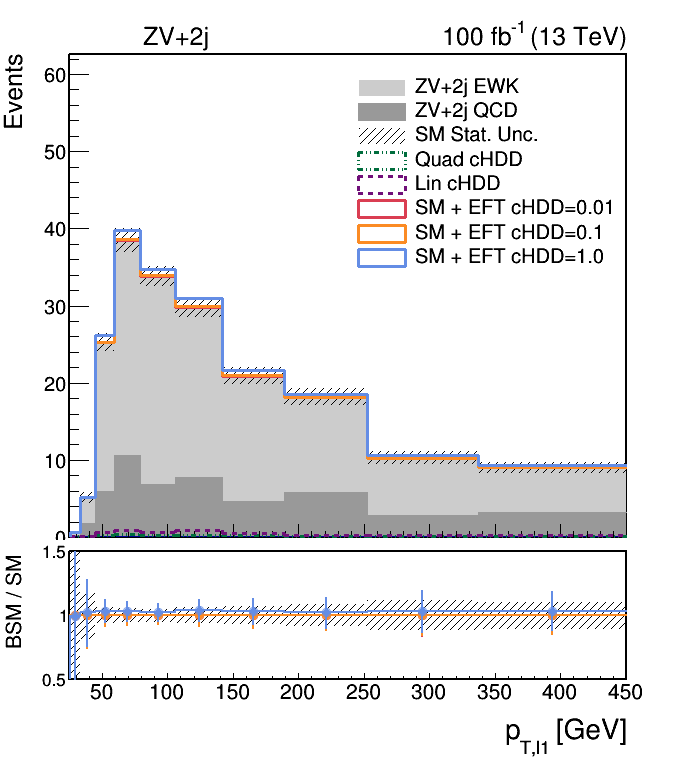 ZV+2j 100 fb-1 (13 TeV)
Events
60
50
40
30
20
10
0
ZV+2j EWK
ZV+2j QCD
SM Stat. Unc.
Quad cHDD
Lin cHDD
SM + EFT cHDD=0.01
SM + EFT cHDD=0.1
SM + EFT cHDD=1.0
BSM / SM
1.5
1
0.5
50 100 150 200 250 300 350 400 450
pT,l1 [GeV]